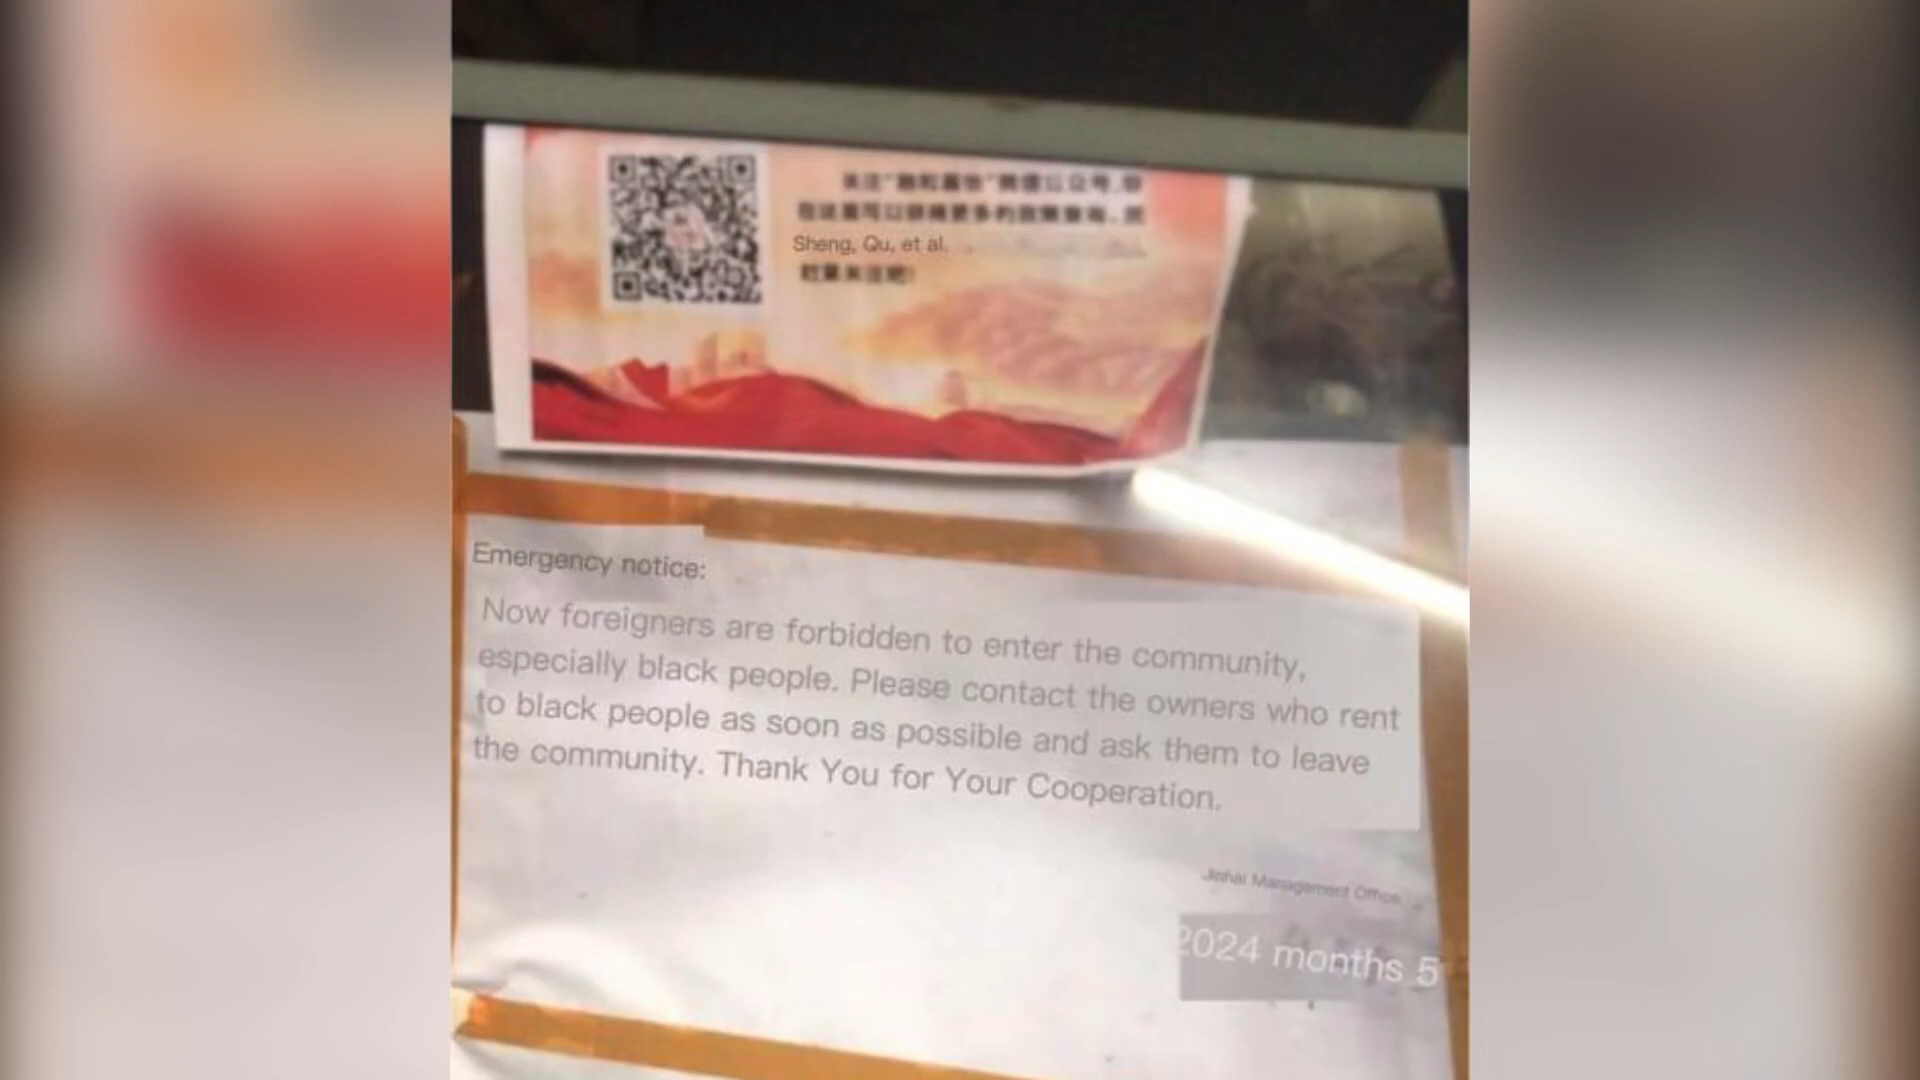 Sheng, Qu, et al.
Emergency notice:
Now foreigners are forbidden to enter the community,
especially black people. Please contact the owners who rent
to black people as soon as possible and ask them to leave
the community. Thank You for Your Cooperation.
Jinhai Management Office
2024 months 5